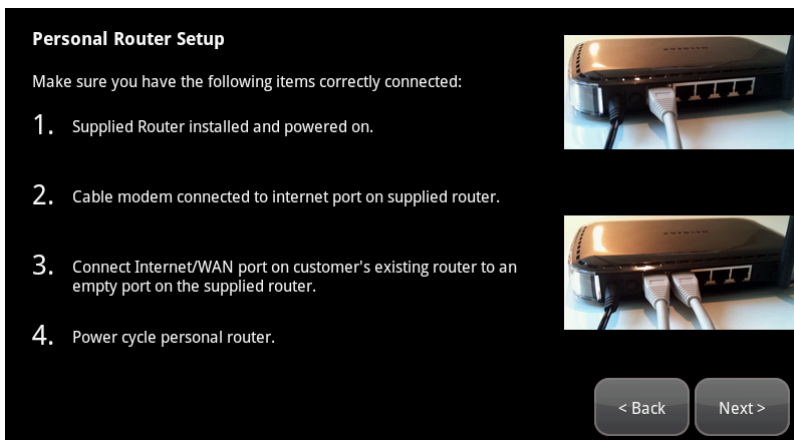 Personal Router Setup
Make sure you have the following items correctly connected:
1. Supplied Router installed and powered on.
2. Cable modem connected to internet port on supplied router.
3. Connect Internet/WAN port on customer's existing router to an
empty port on the supplied router.
4. Power cycle personal router.
< Back
Next >